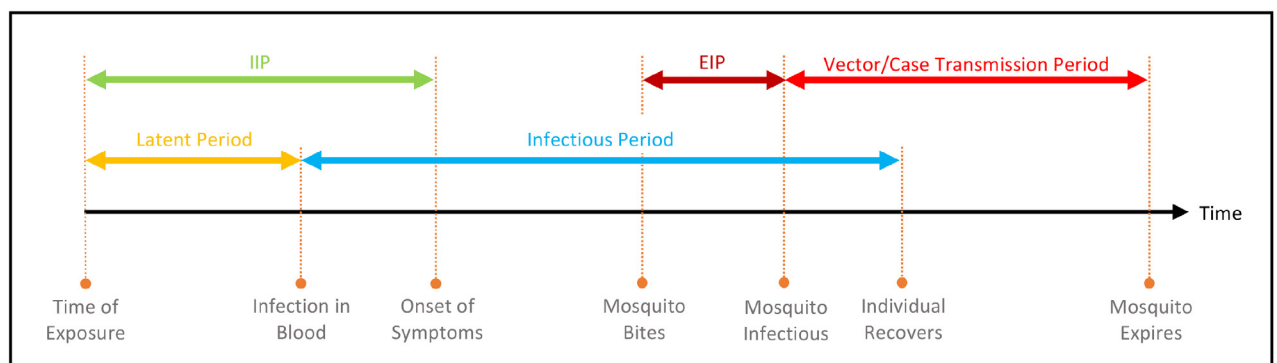 IIP
EIP
Vector/Case Transmission Period
Latent Period
Infectious Period
Time
Time of
Exposure
Infection in
Blood
Onset of
Symptoms
Mosquito
Bites
Mosquito
Infectious
Individual
Recovers
Mosquito
Expires